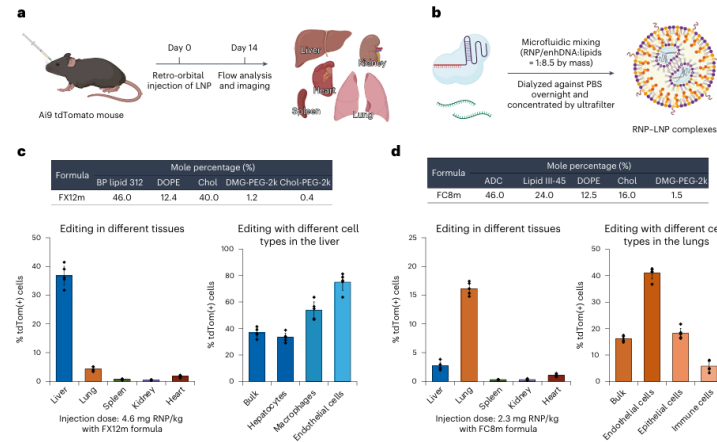 a
Day 0
Day 14
Retro-orbital
injection of LNP
Flow analysis
and imaging
Ai9 tdTomato mouse
Liver
Kidney
Heart
Spleen
Lung
b
Microfluidic mixing
(RNP/enhDNA:lipids
= 1:8.5 by mass)
Dialyzed against PBS
overnight and
concentrated by ultrafilter
RNP–LNP complexes
c
Formula
Mole percentage (%)
BP lipid 312 DOPE Chol DMG-PEG-2k Chol-PEG-2k
FX12m 46.0 12.4 40.0 1.2 0.4
Editing in different tissues
% tdTom(+) cells
50
40
30
20
10
0
Liver Lung Spleen Kidney Heart
Injection dose: 4.6 mg RNP/kg
with FX12m formula
Editing with different cell
types in the liver
% tdTom(+) cells
100
80
60
40
20
0
Bulk Hepatocytes Macrophages Endothelial cells
d
Formula
Mole percentage (%)
ADC Lipid III-45 DOPE Chol DMG-PEG-2k
FC8m 46.0 24.0 12.5 16.0 1.5
Editing in different tissues
% tdTom(+) cells
25
20
15
10
5
0
Liver Lung Spleen Kidney Heart
Injection dose: 2.3 mg RNP/kg
with FC8m formula
Editing with different ce
types in the lungs
% tdTom(+) cells
50
40
30
20
10
0
Bulk Endothelial cells Epithelial cells Immune cells